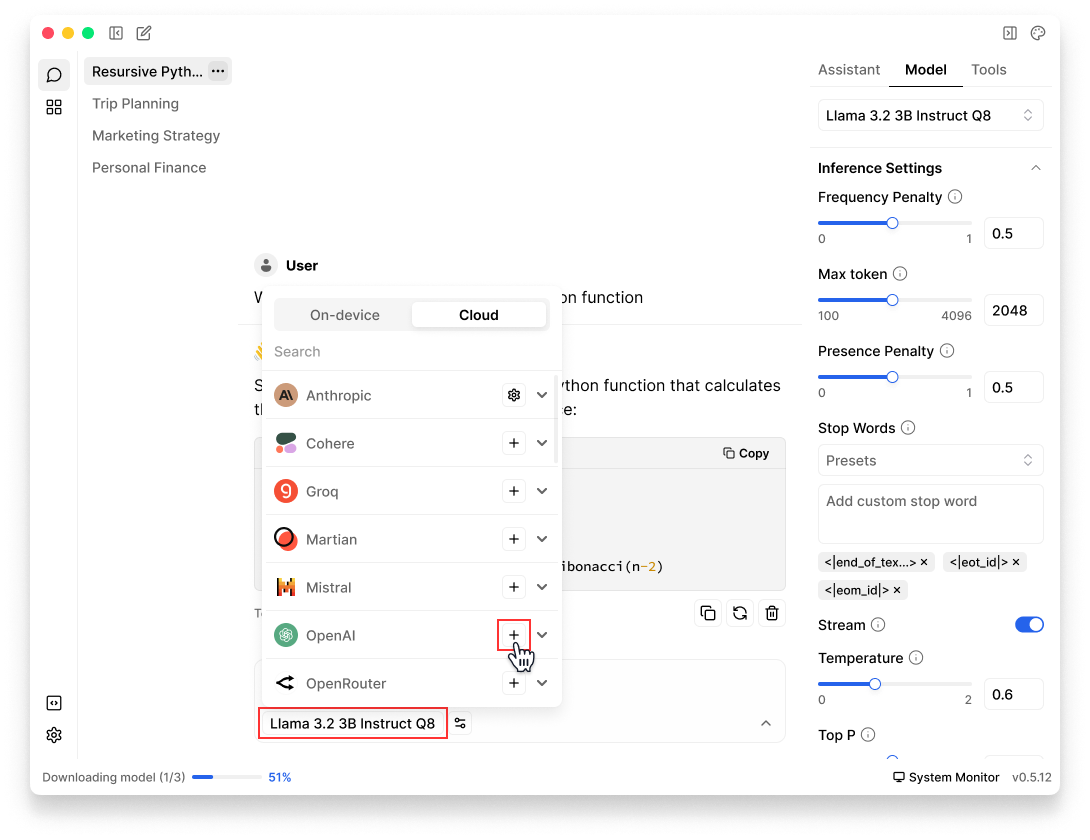 Resursive Pyth...
Trip Planning
Marketing Strategy
Personal Finance
User
on function
On-device
Cloud
Search
ython function that calculates
e:
Anthropic
Cohere
Groq
Martian
Mistral
OpenAI
OpenRouter
Copy
ibonacci(n-2)
Llama 3.2 3B Instruct Q8
Assistant
Model
Tools
Llama 3.2 3B Instruct Q8
Inference Settings
Frequency Penalty
0 1
0.5
Max token
100 4096
2048
Presence Penalty
0 1
0.5
Stop Words
Presets
Add custom stop word
<|end_of_tex...> ×
<|eot_id|> ×
<|eom_id|> ×
Stream
Temperature
0 2
0.6
Top P
Downloading model (1/3) 51%
System Monitor v0.5.12